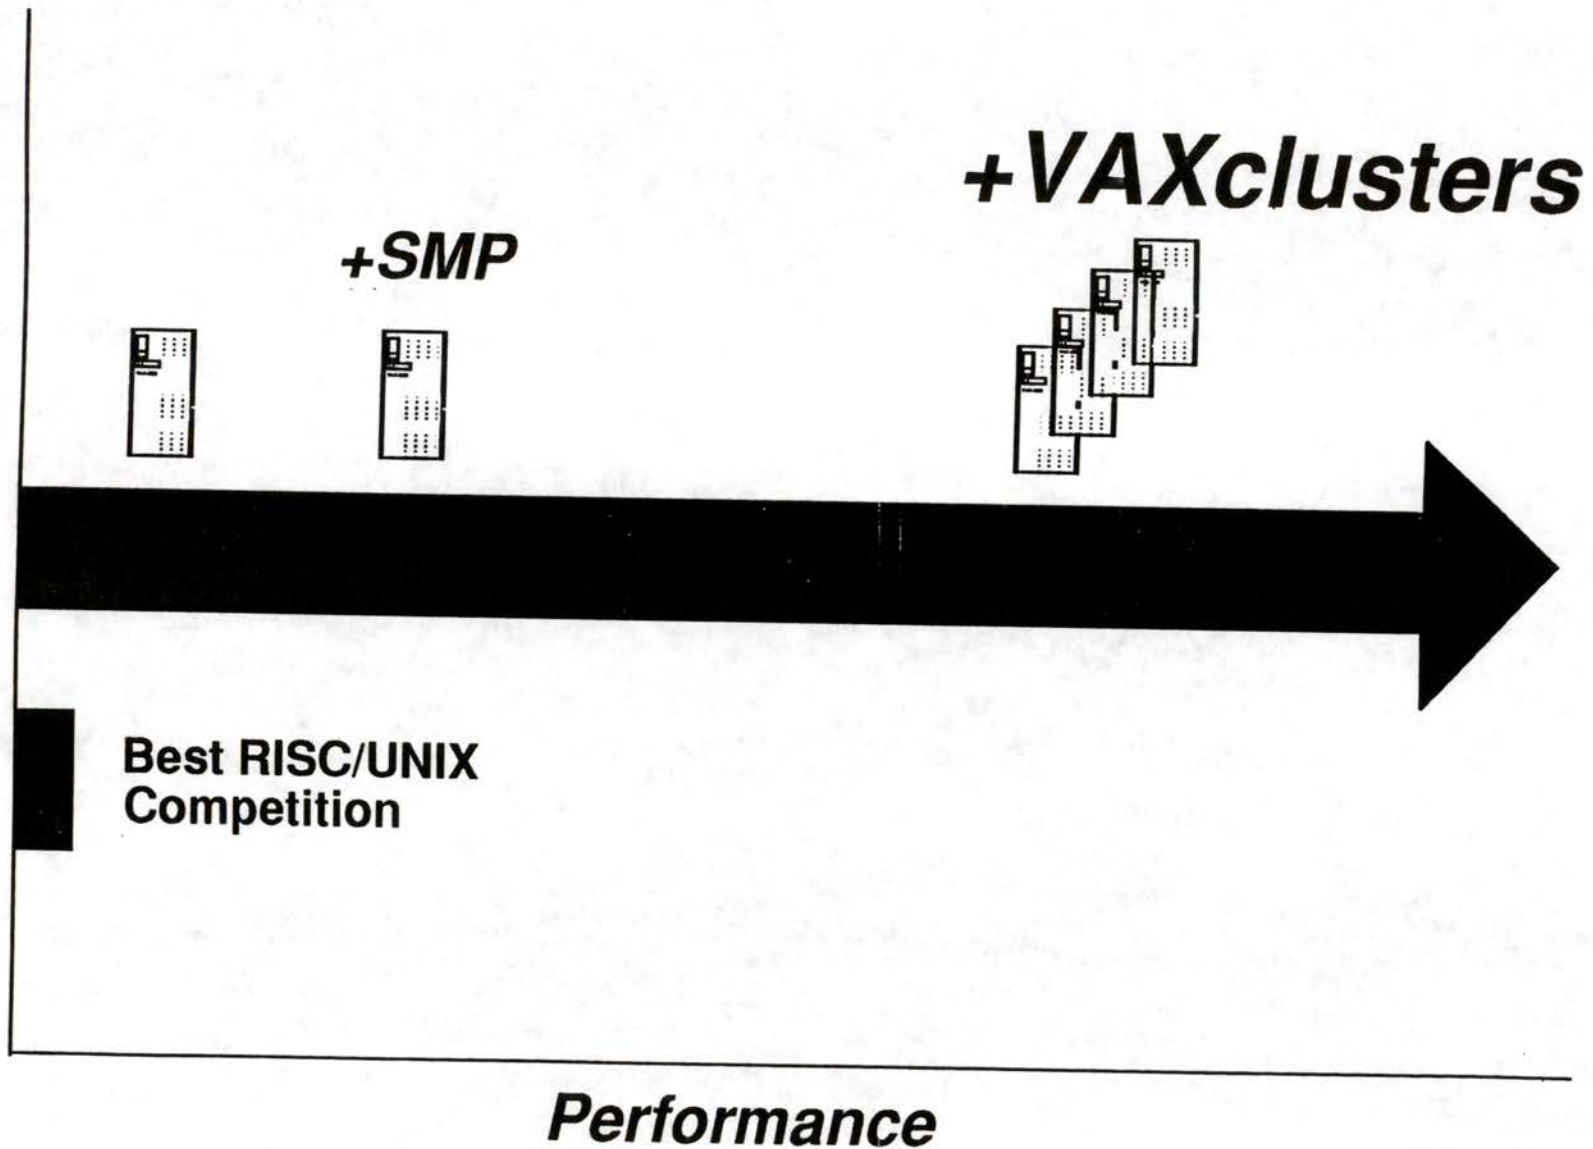 +VAXclusters
+SMP
Best RISC/UNIX
Competition
Performance